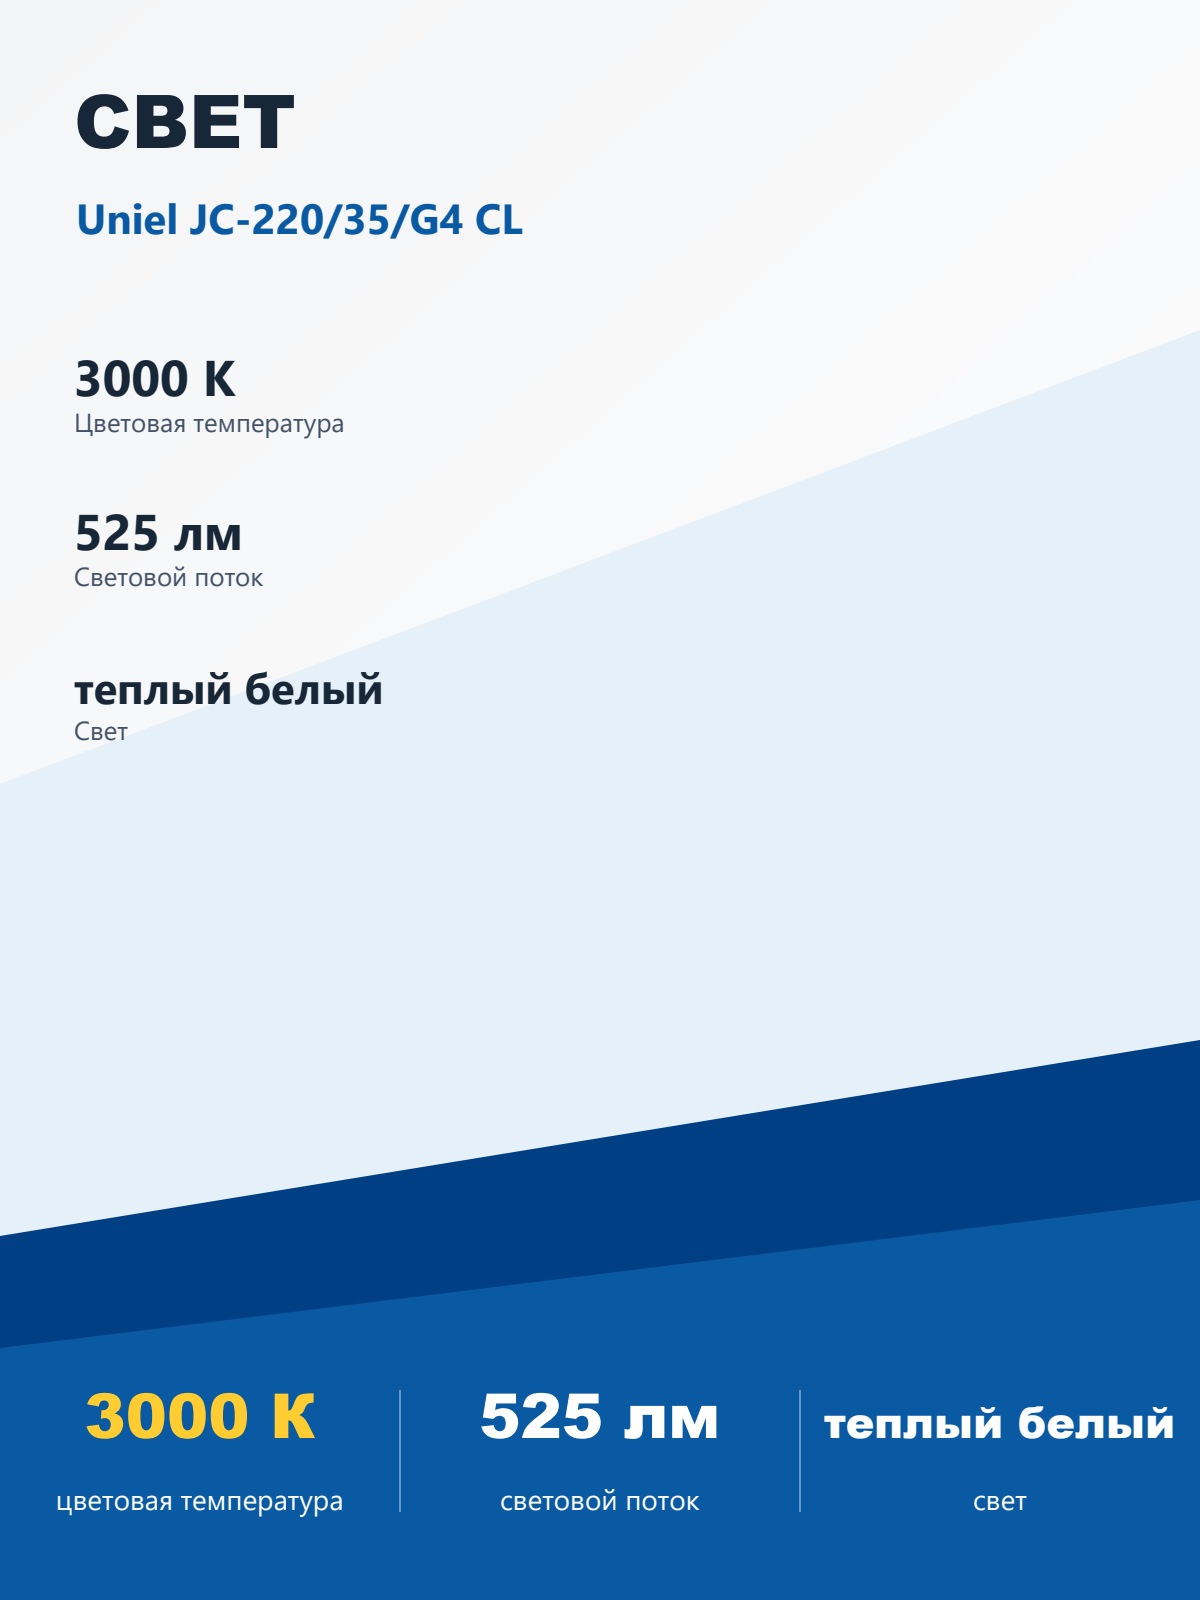 СВЕТ
Uniel JC-220/35/G4 CL
3000 К
Цветовая температура
525 лм
Световой поток
теплый белый
Свет
3000 К
цветовая температура
525 лм
световой поток
теплый белый
свет